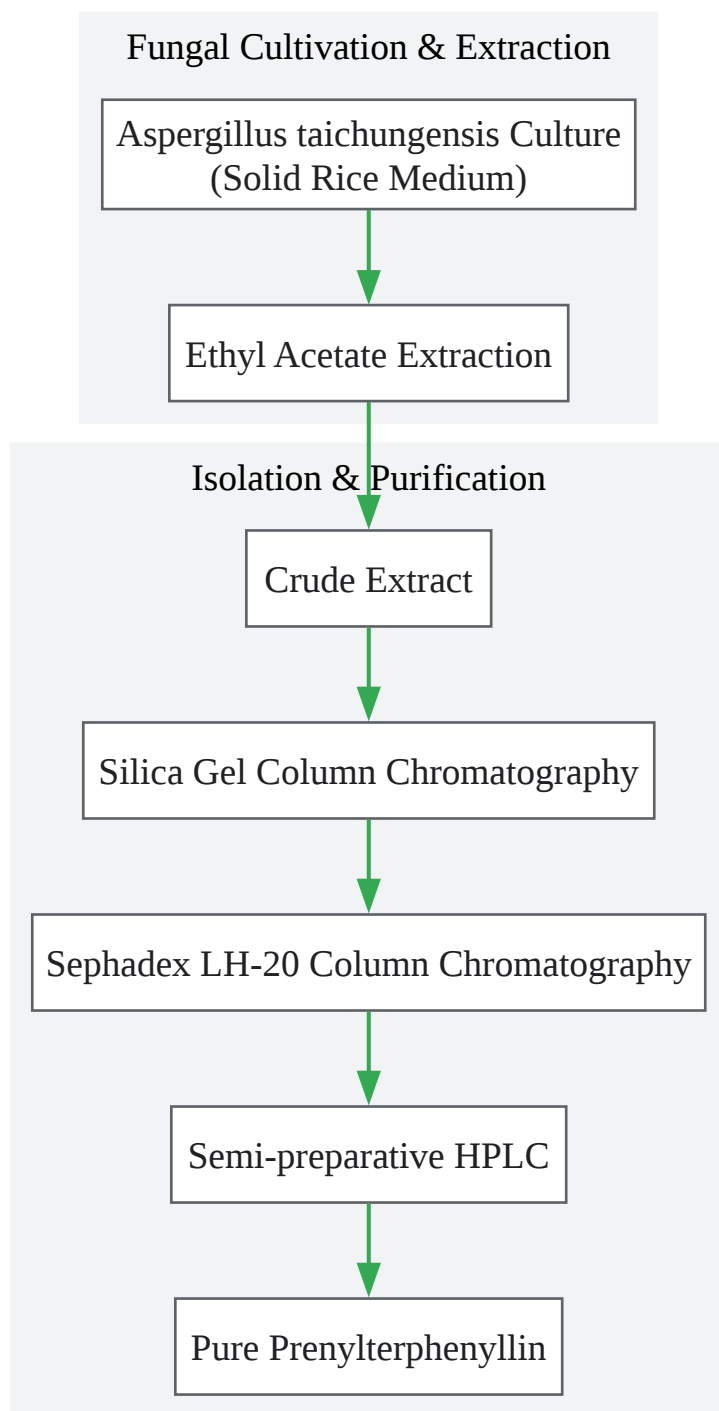 Fungal Cultivation & Extraction
Aspergillus taichungensis Culture
(Solid Rice Medium)
Ethyl Acetate Extraction
Isolation & Purification
Crude Extract
Silica Gel Column Chromatography
Sephadex LH-20 Column Chromatography
Semi-preparative HPLC
Pure Prenylterphenyllin